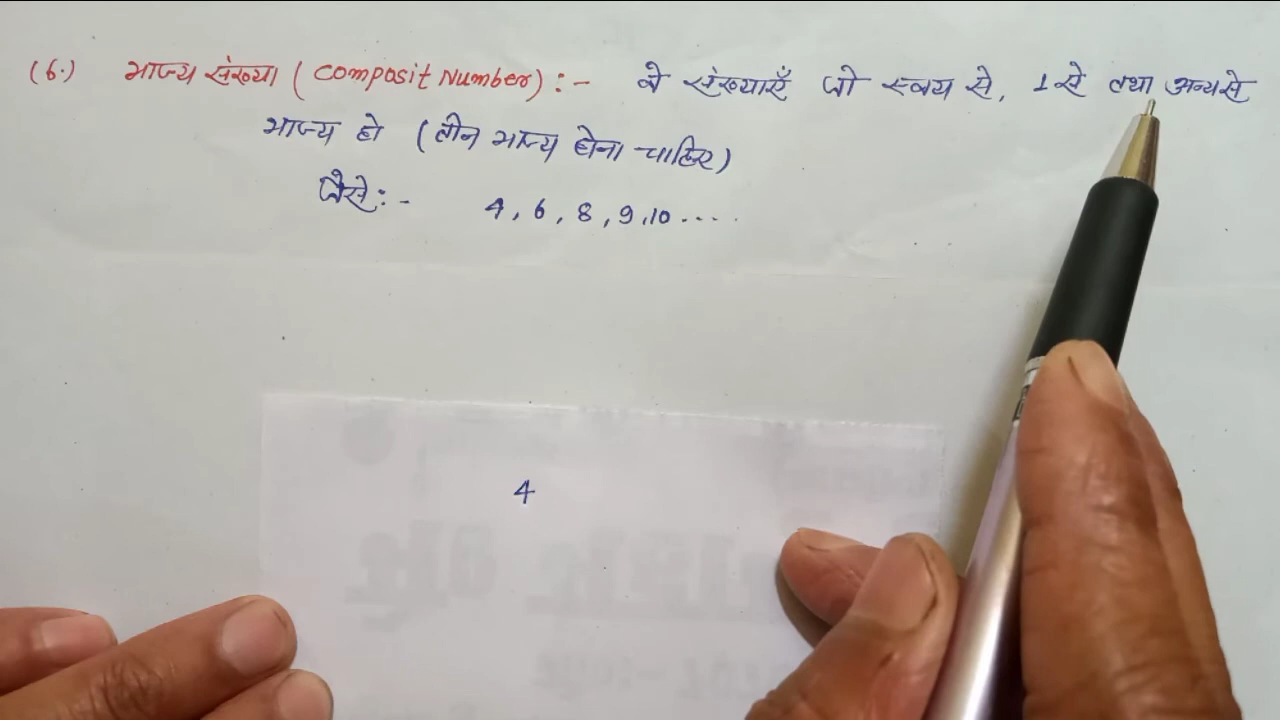 (6.) भाज्य संख्या (Composit Number) :- वे संख्याएँ जो स्वयं से, 1 से तथा अन्य से
भाज्य हो (तीन भाज्य होना चाहिए)
जैसे:- 4, 6, 8, 9, 10 ....
4